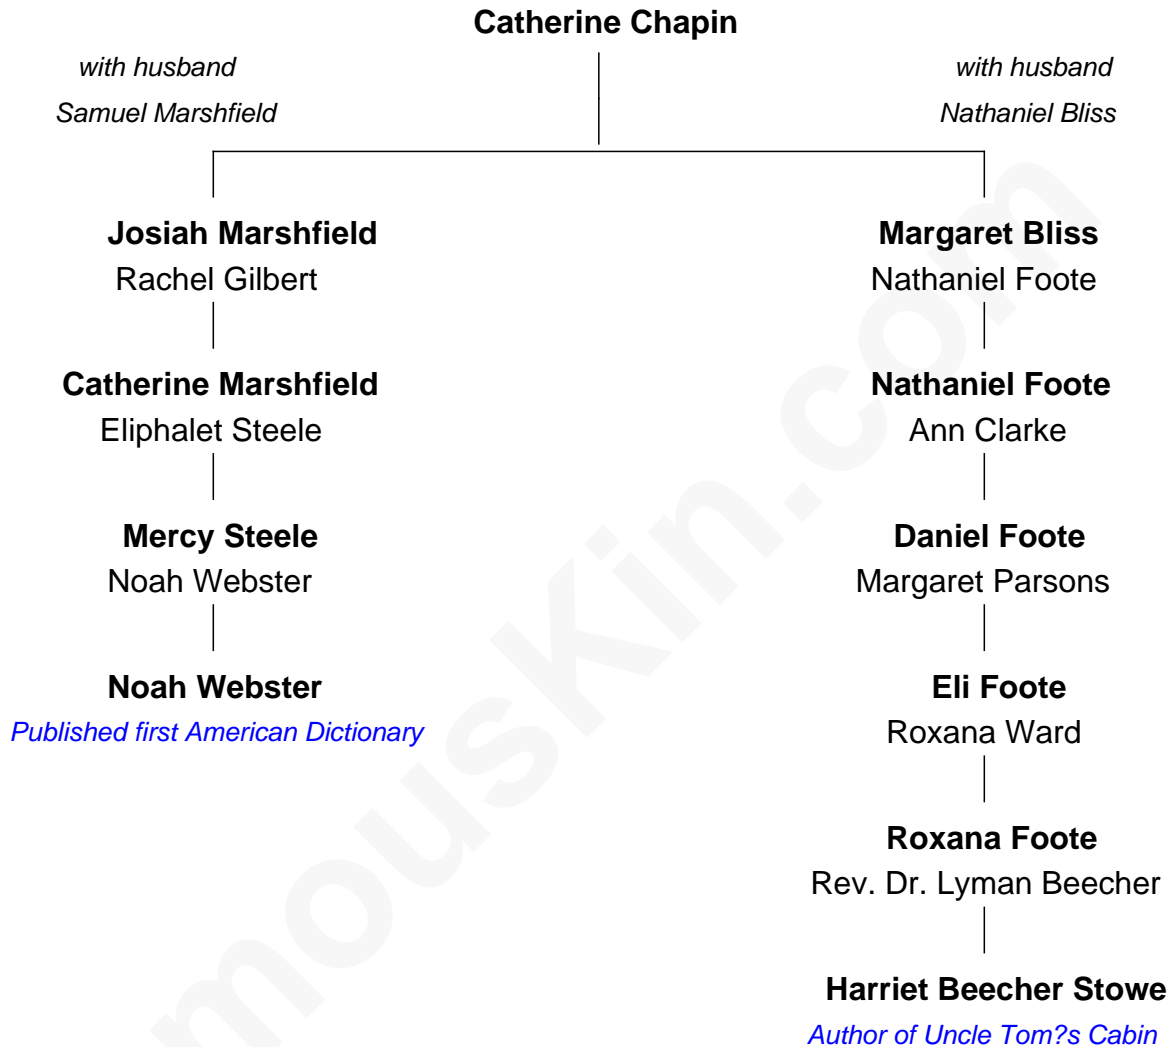 Catherine Chapin
with husband
Samuel Marshfield
with husband
Nathaniel Bliss
Josiah Marshfield
Rachel Gilbert
Margaret Bliss
Nathaniel Foote
Catherine Marshfield
Eliphalet Steele
Nathaniel Foote
Ann Clarke
Mercy Steele
Noah Webster
Daniel Foote
Margaret Parsons
Noah Webster
Published first American Dictionary
Eli Foote
Roxana Ward
Roxana Foote
Rev. Dr. Lyman Beecher
Harriet Beecher Stowe
Author of Uncle Tom?s Cabin
mousKin.com